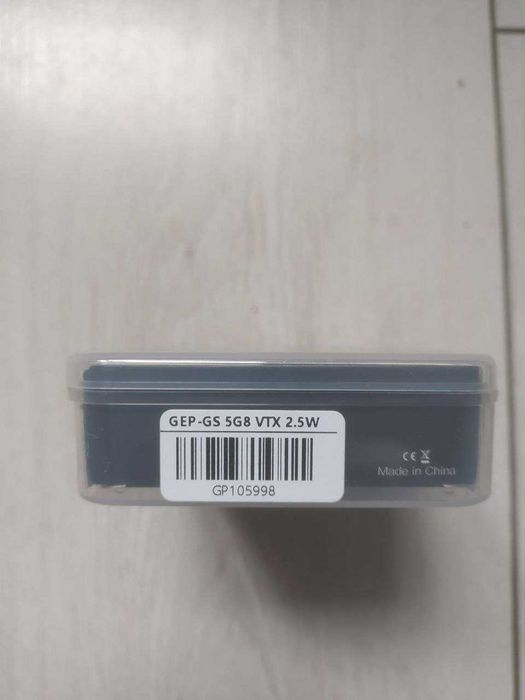 GEP-GS 5G8 VTX 2.5W
GP105998
CE
Made in China